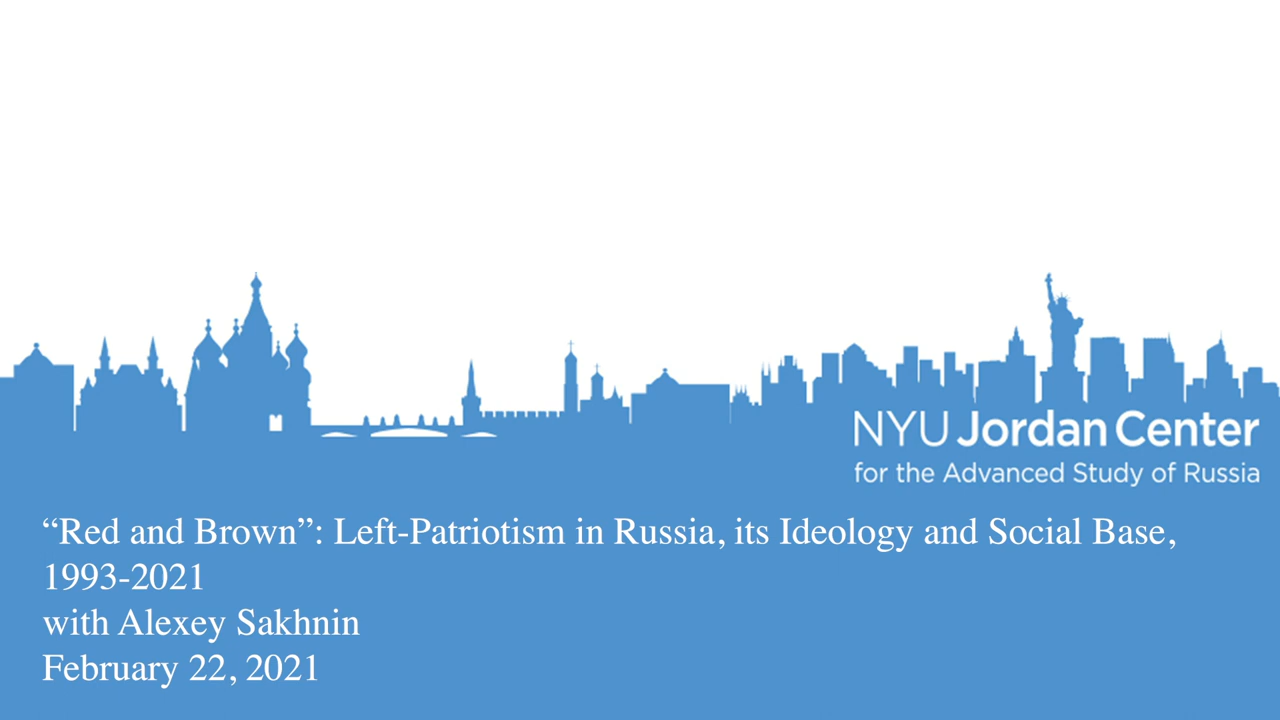 NYU Jordan Center
for the Advanced Study of Russia
“Red and Brown”: Left-Patriotism in Russia, its Ideology and Social Base,
1993-2021
with Alexey Sakhnin
February 22, 2021